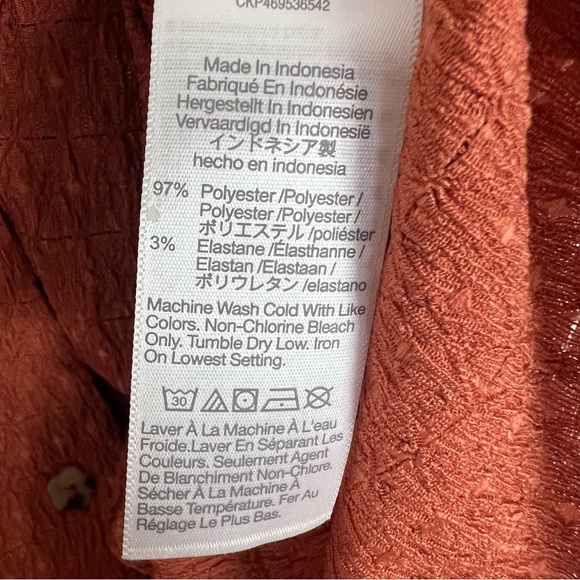 CKP469536542
Made In Indonesia
Fabriqué En Indonésie
Hergestellt In Indonesien
Vervaardigd In Indonesië
インドネシア製
hecho en indonesia
97% Polyester /Polyester /
Polyester /Polyester /
ポリエステル /poliéster
3% Elastane /Élasthanne /
Elastan /Elastaan /
ポリウレタン /elastano
Machine Wash Cold With Like
Colors. Non-Chlorine Bleach
Only. Tumble Dry Low. Iron
On Lowest Setting.
30
Laver À La Machine À L'eau
Froide.Laver En Séparant Les
Couleurs. Seulement Agent
De Blanchiment Non-Chlore.
Sécher À La Machine À
Basse Température. Fer Au
Réglage Le Plus Bas.